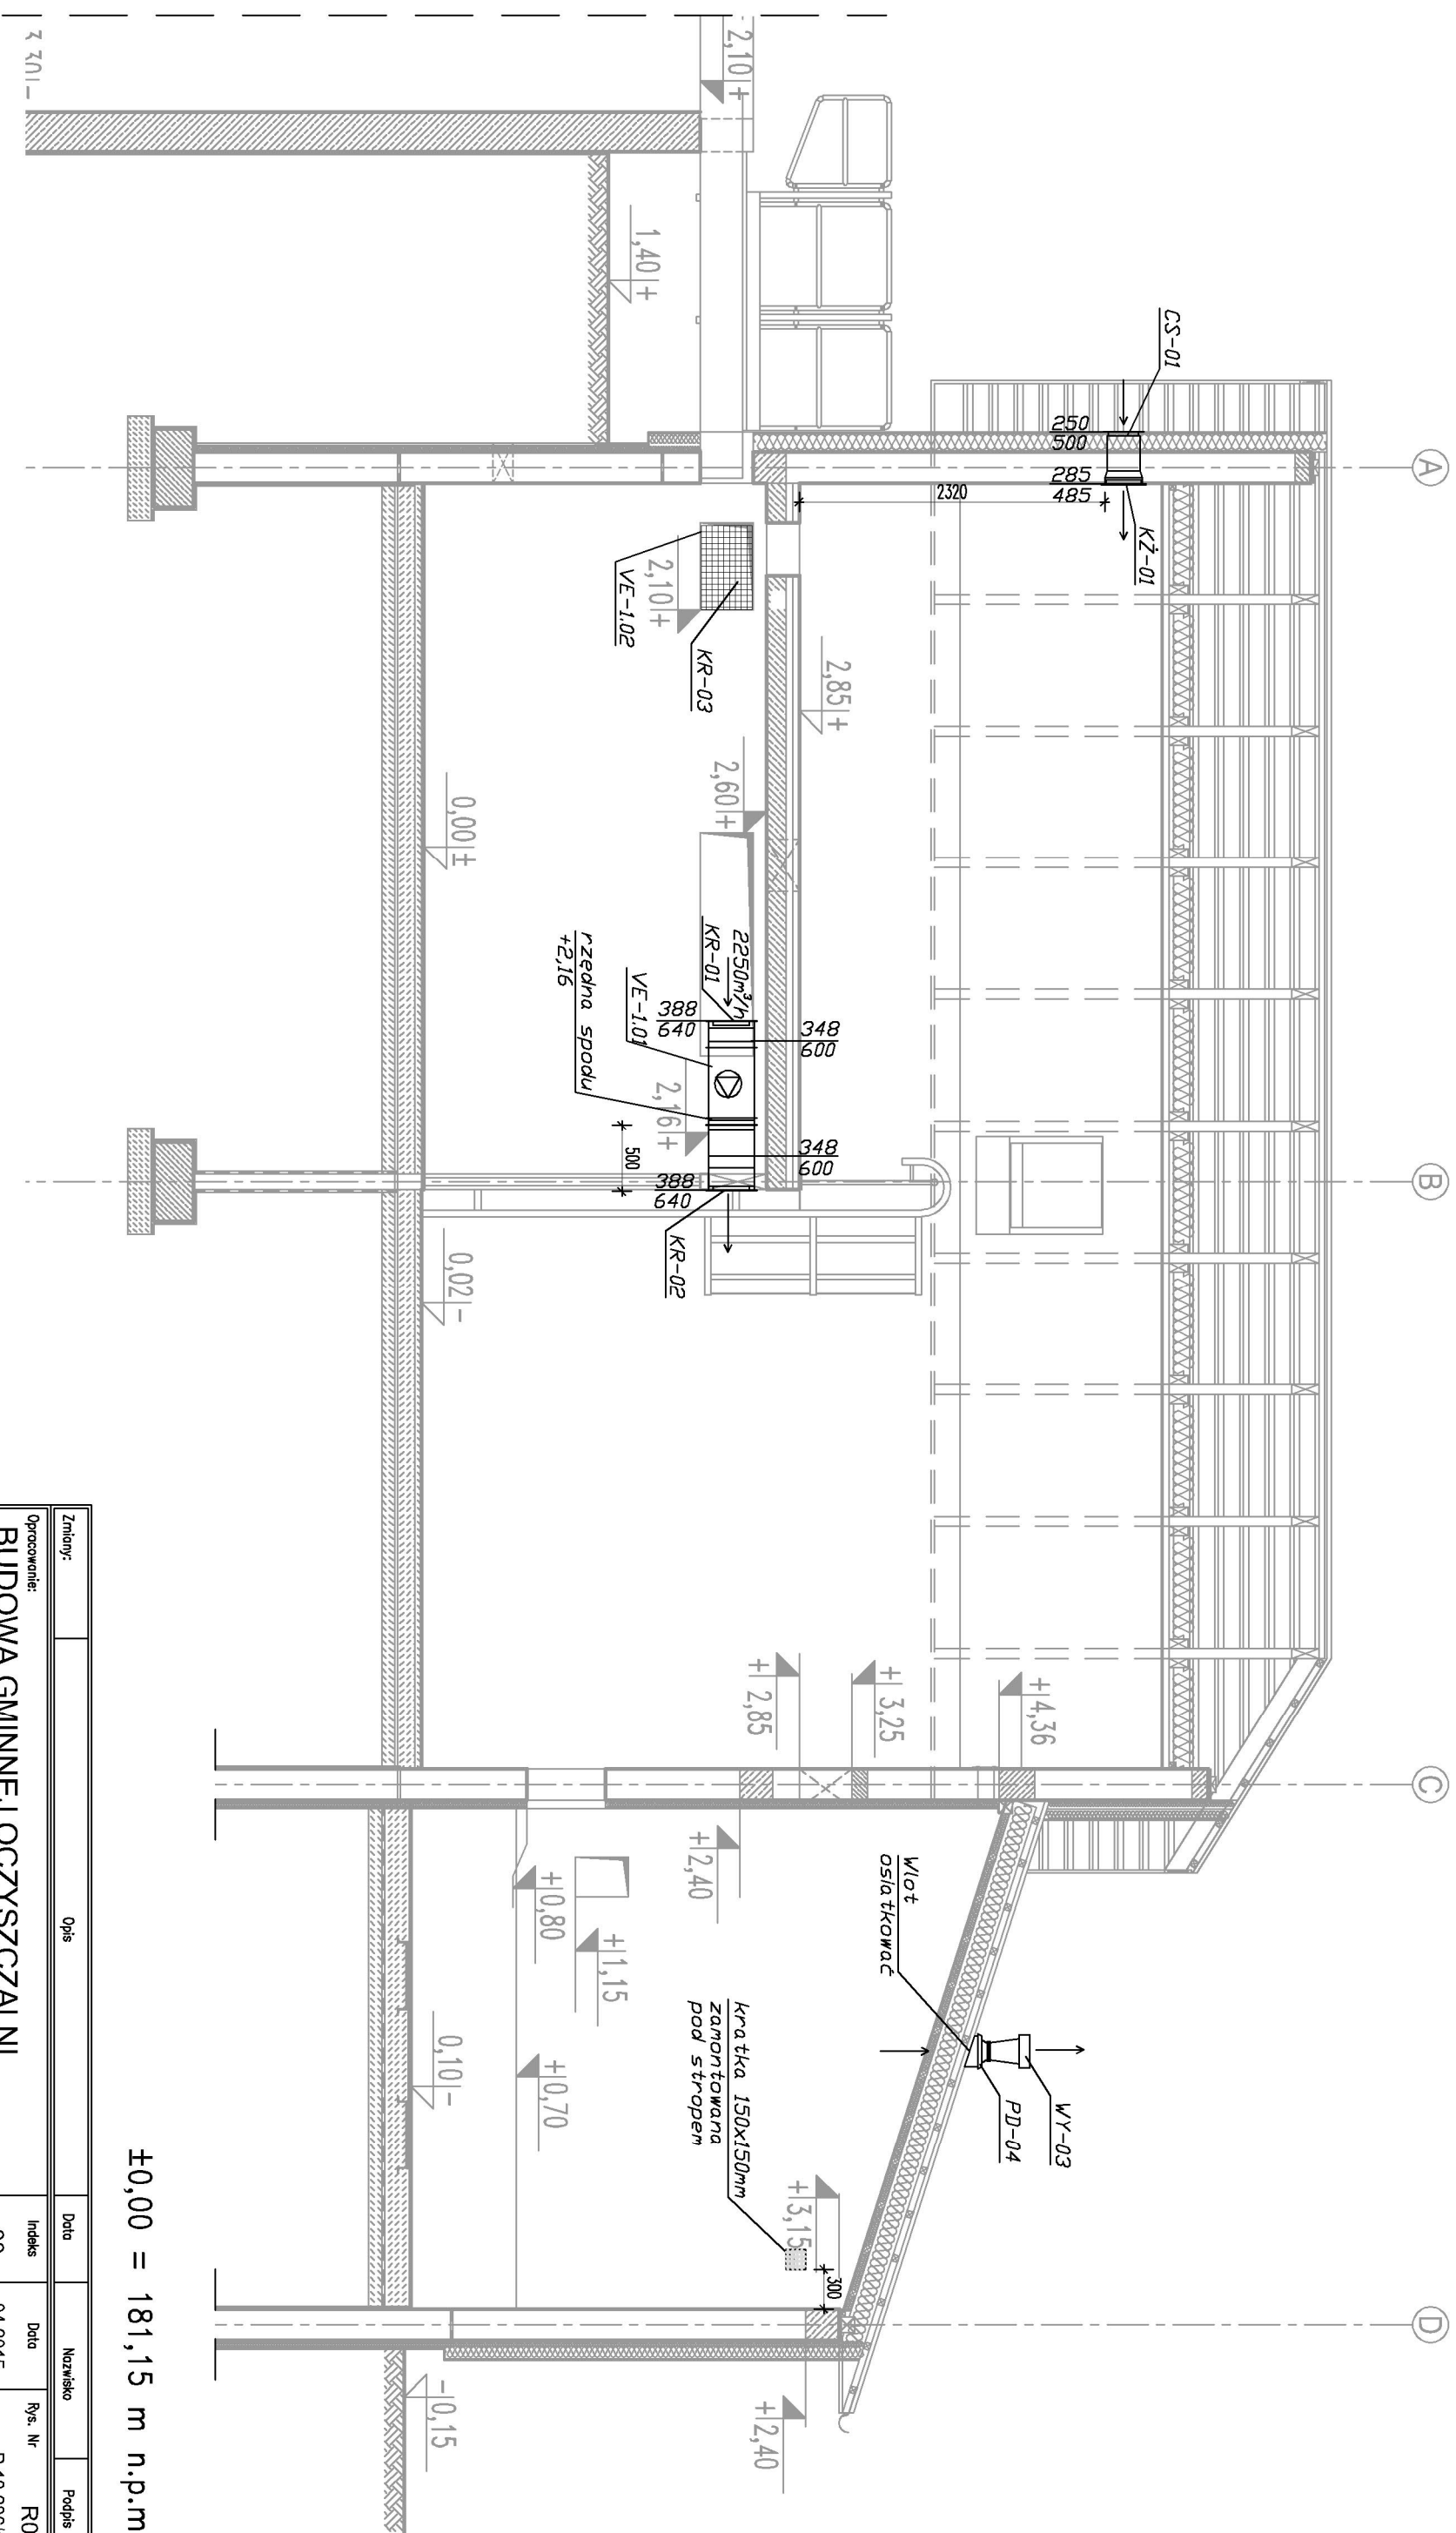 A
B
C
D
CS-01
250
500
285
485
2320
KŻ-01
2,10 +
1,40 +
2,10 +
VE-1.02
KR-03
2,85 +
2,60 +
0,00 ±
2250m³/h
KR-01
388
640
348
600
VE-1.01
rzędna spodu
+2,16
2,16 +
500
348
600
388
640
KR-02
0,02 -
+ 4,36
+ 3,25
+ 2,85
+ 2,40
+ 0,80
+ 1,15
+ 0,70
0,10 -
Wlot
osiatkować
WY-03
PD-04
kratka 150x150mm
zamontowana
pod stropem
+ 3,15
300
+ 2,40
- 0,15
±0,00 = 181,15 m n.p.m
Zmiany:
Opis
Data
Nazwisko
Podpis
Opracowanie:
Indeks
Data
Rys. Nr
BUDOWA GMINNEJ OCZYSZCZALNI